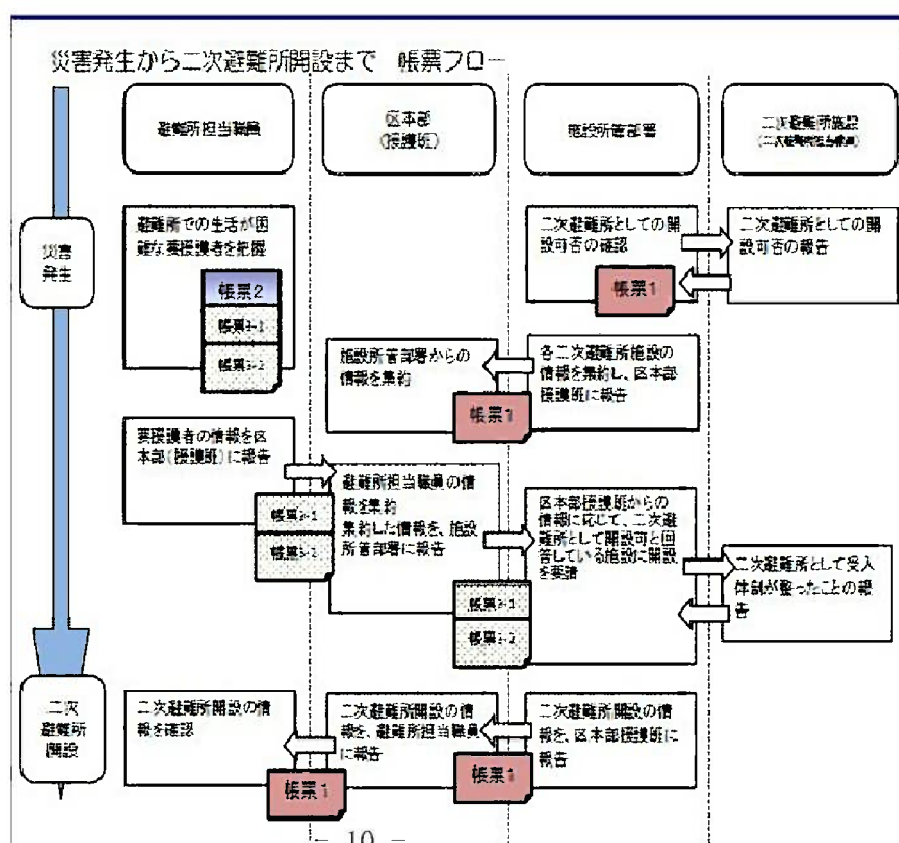 災害発生から二次避難所開設まで 帳票フロー
避難所担当職員
区本部
(援護班)
施設所管部署
二次避難所施設
(二次避難所担当職員)
災害
発生
避難所での生活が困
難な要援護者を把握
帳票2
帳票3-1
帳票3-2
二次避難所としての開
設可否の確認
帳票1
二次避難所としての開
設可否の報告
施設所管部署からの
情報を集約
帳票1
各二次避難所施設の
情報を集約し、区本部
援護班に報告
要援護者の情報を区
本部(援護班)に報告
帳票3-1
帳票3-2
避難所担当職員の情
報を集約
集約した情報を、施設
所管部署に報告
帳票3-1
帳票3-2
区本部援護班からの
情報に応じて、二次避
難所として開設可と回
答している施設に開設
を要請
二次避難所として受入
体制が整ったことの報
告
二次
避難所
開設
二次避難所開設の情
報を確認
帳票1
二次避難所開設の情
報を、避難所担当職員
に報告
帳票1
二次避難所開設の情
報を、区本部援護班に
報告
- 10 -